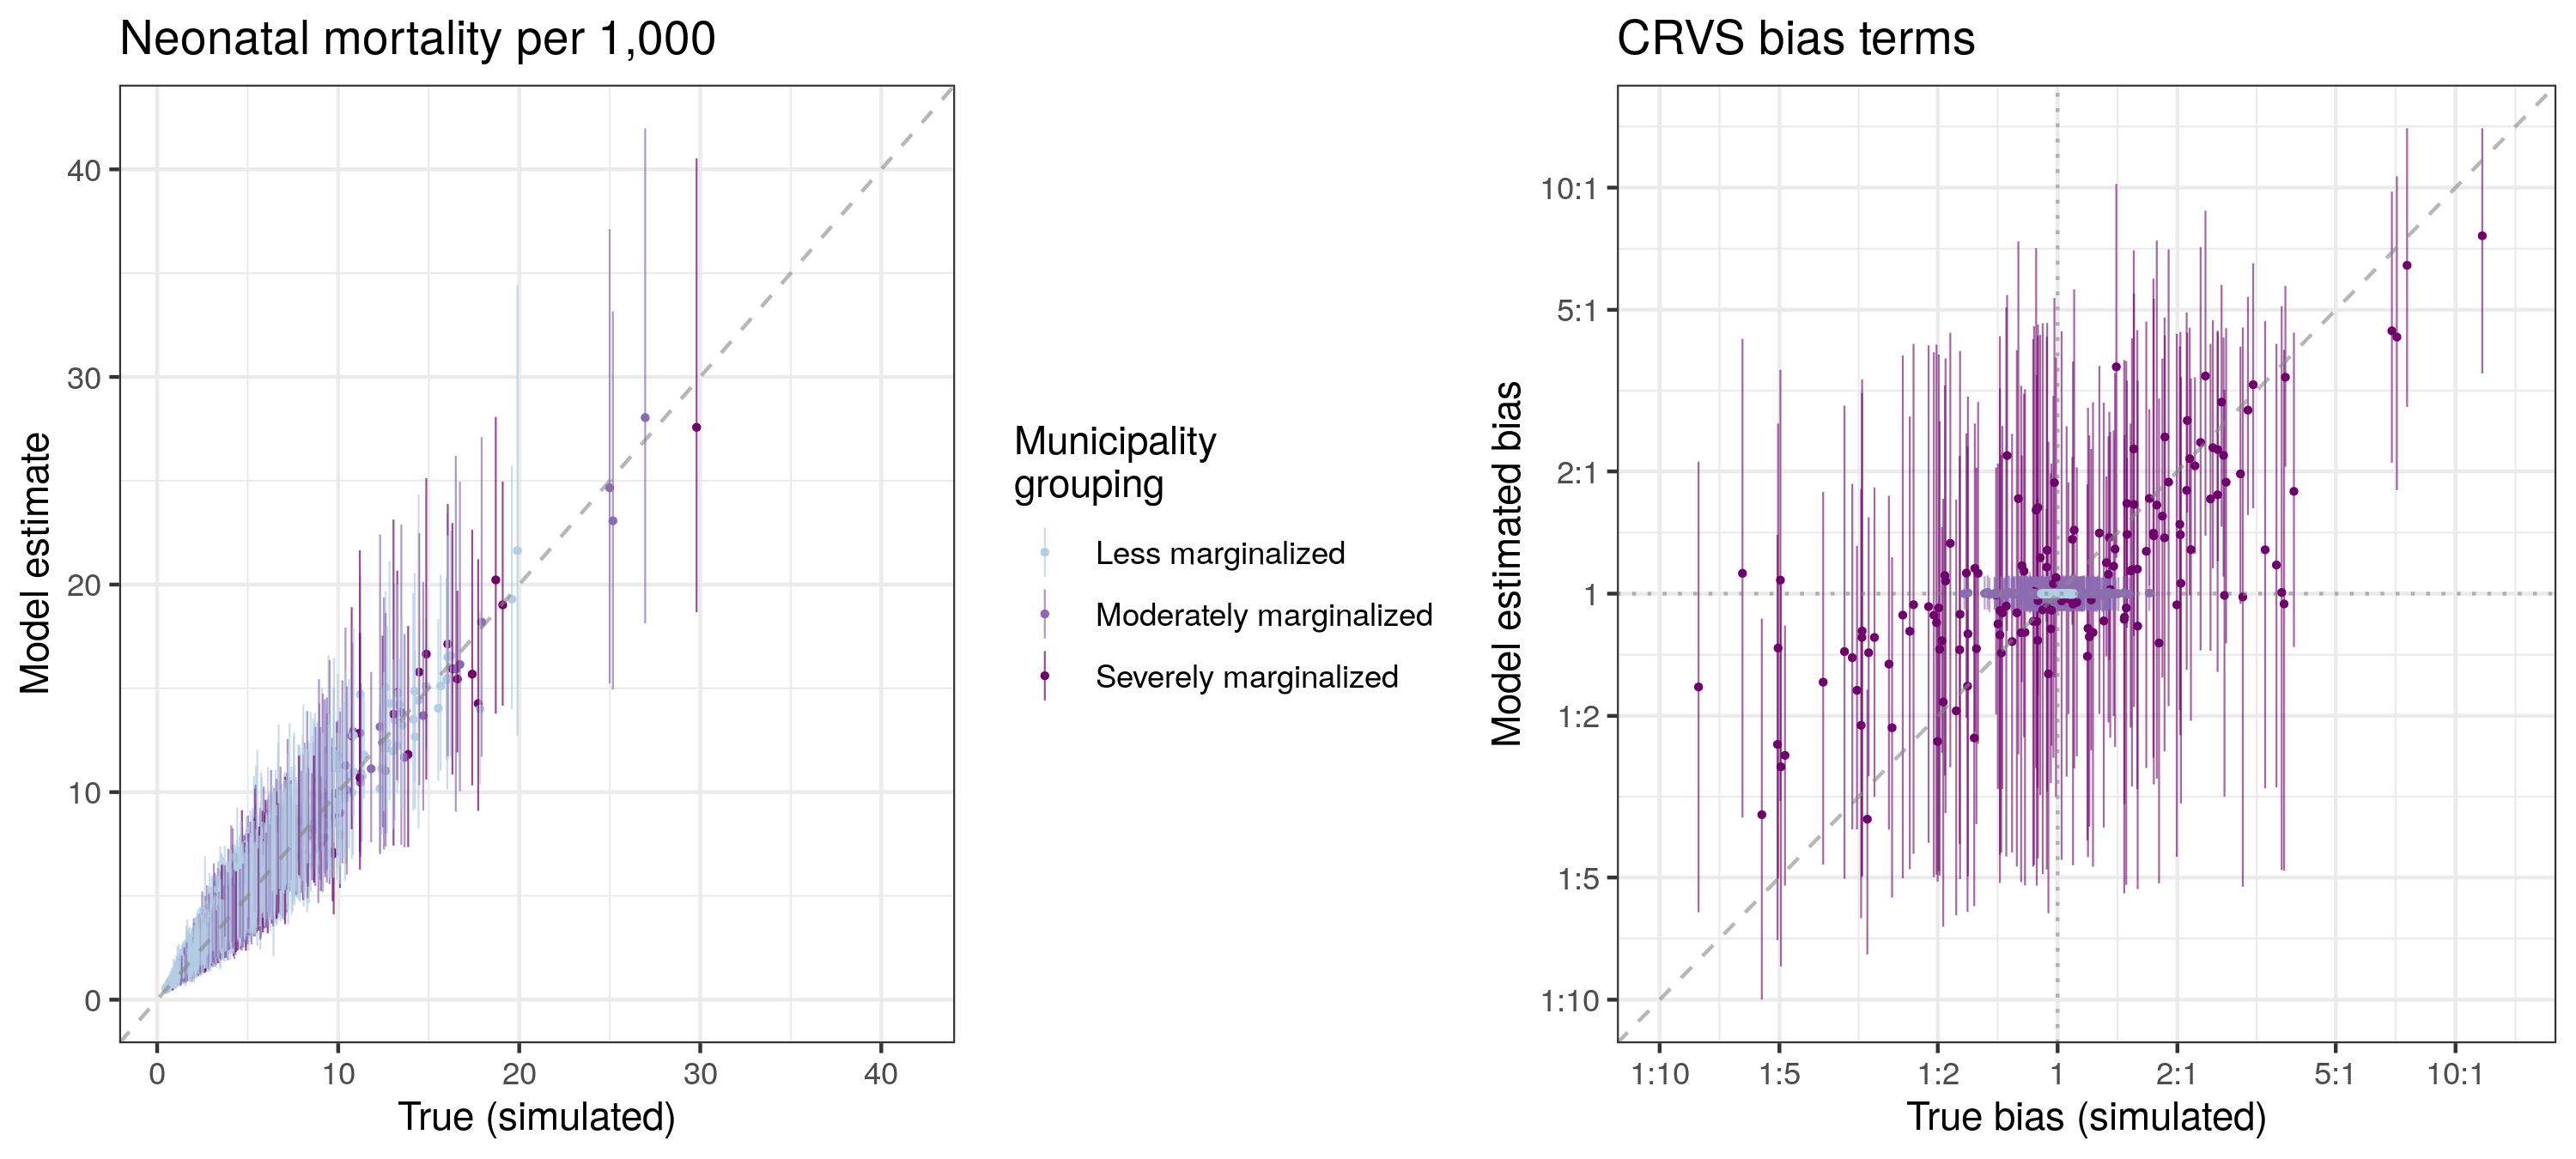 Neonatal mortality per 1,000
Model estimate
40
30
20
10
0
0 10 20 30 40
True (simulated)
Municipality
grouping
Less marginalized
Moderately marginalized
Severely marginalized
CRVS bias terms
Model estimated bias
10:1
5:1
2:1
1
1:2
1:5
1:10
1:10 1:5 1:2 1 2:1 5:1 10:1
True bias (simulated)